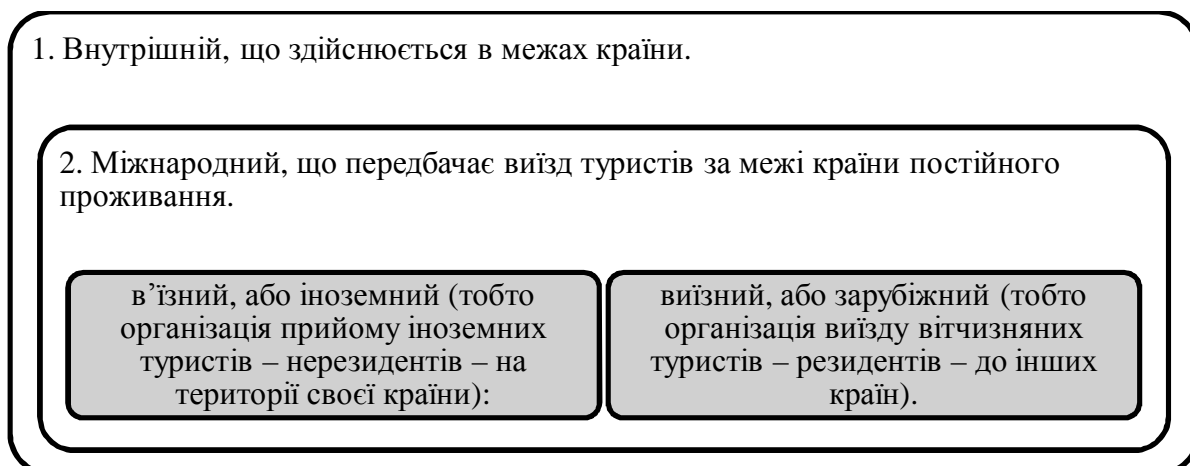 1. Внутрішній, що здійснюється в межах країни.
2. Міжнародний, що передбачає виїзд туристів за межі країни постійного
проживання.
в’їзний, або іноземний (тобто
організація прийому іноземних
туристів – нерезидентів – на
території своєї країни):
виїзний, або зарубіжний (тобто
організація виїзду вітчизняних
туристів – резидентів – до інших
країн).